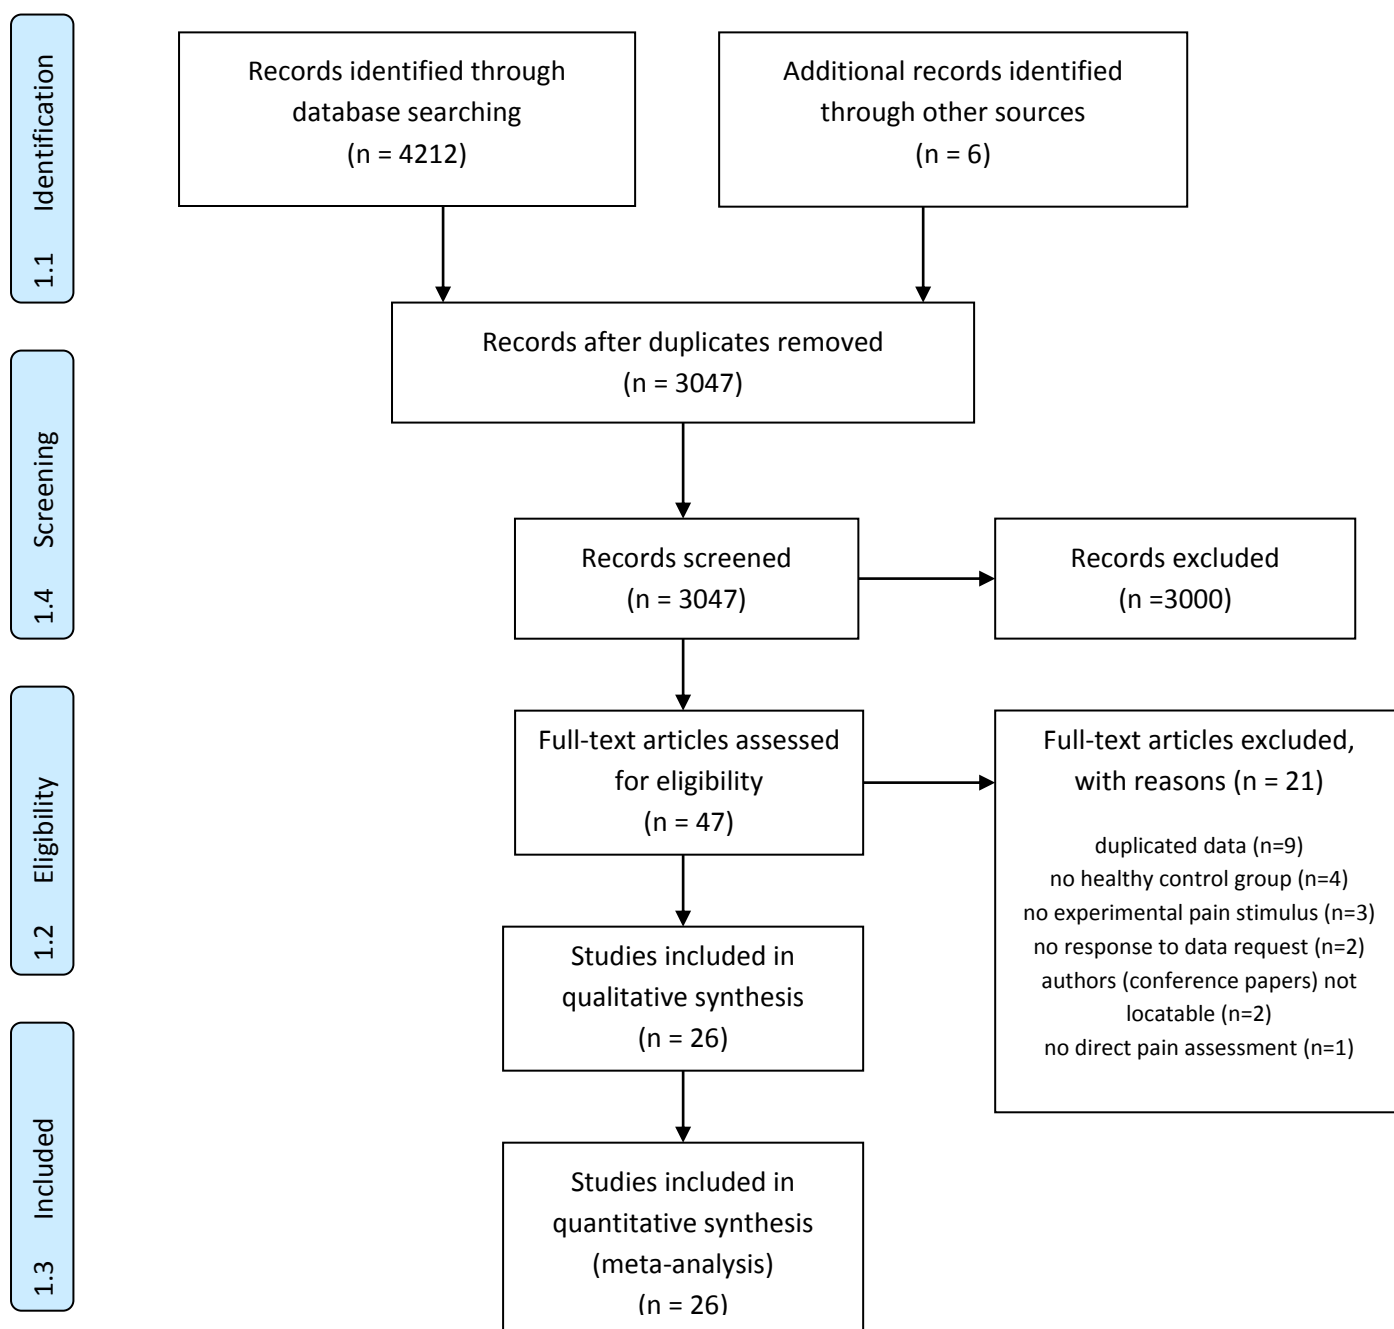 1.1 Identification
Records identified through
database searching
(n = 4212)
Additional records identified
through other sources
(n = 6)
Records after duplicates removed
(n = 3047)
1.4 Screening
Records screened
(n = 3047)
Records excluded
(n =3000)
1.2 Eligibility
Full-text articles assessed
for eligibility
(n = 47)
Full-text articles excluded,
with reasons (n = 21)
duplicated data (n=9)
no healthy control group (n=4)
no experimental pain stimulus (n=3)
no response to data request (n=2)
authors (conference papers) not
locatable (n=2)
no direct pain assessment (n=1)
Studies included in
qualitative synthesis
(n = 26)
1.3 Included
Studies included in
quantitative synthesis
(meta-analysis)
(n = 26)